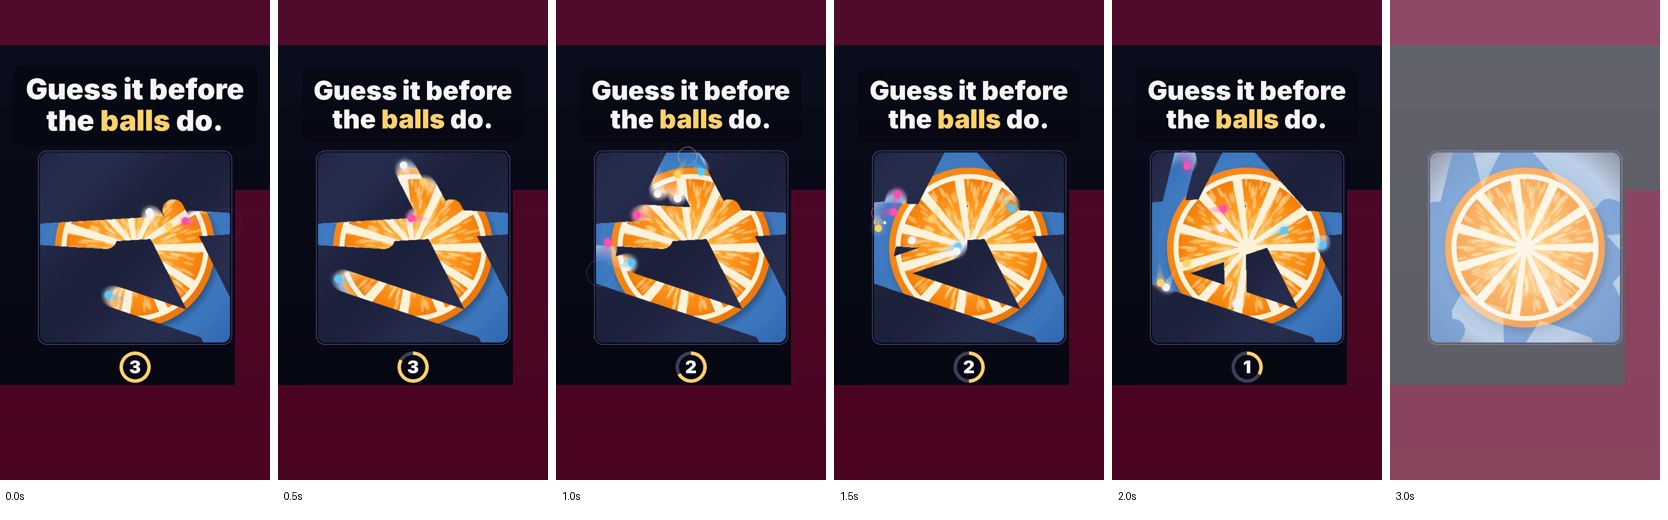 Guess it before
the balls do.
3
0.0s
Guess it before
the balls do.
3
0.5s
Guess it before
the balls do.
2
1.0s
Guess it before
the balls do.
2
1.5s
Guess it before
the balls do.
1
2.0s
3.0s